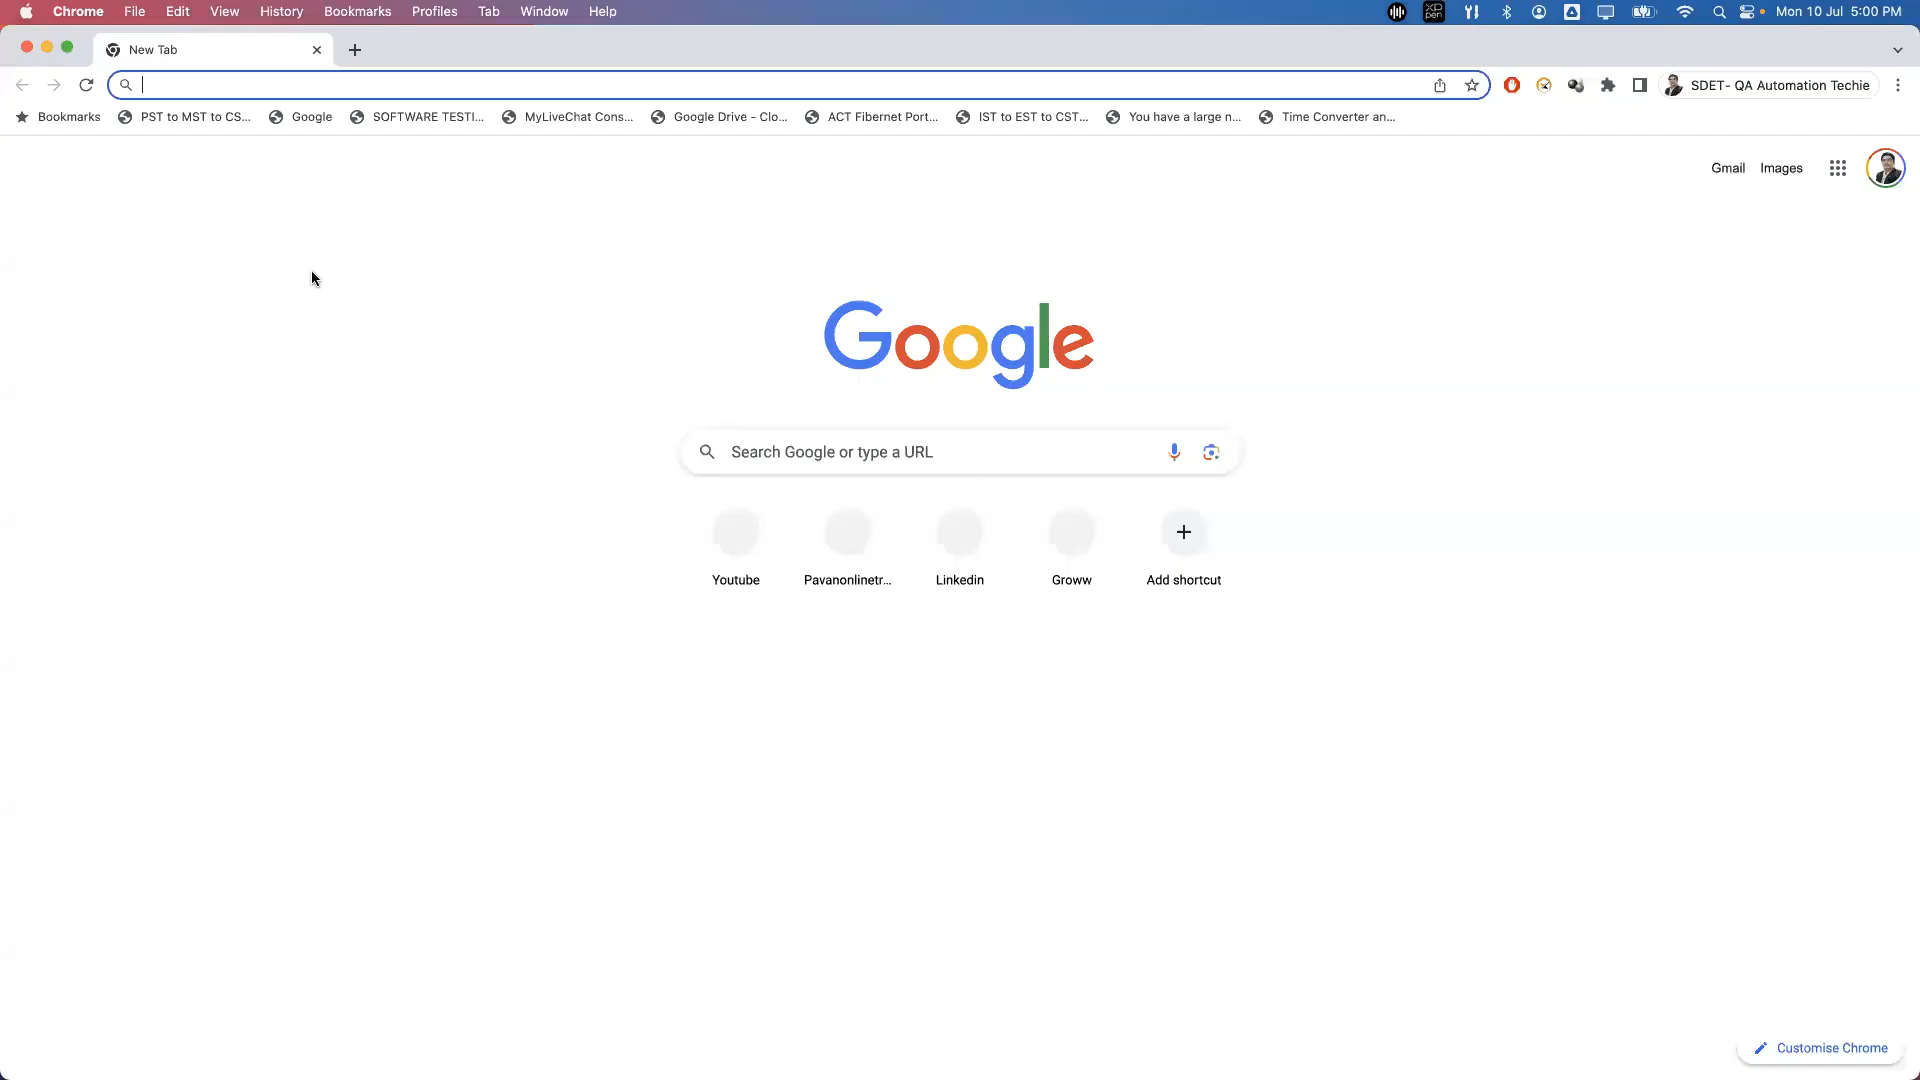 Chrome File Edit View History Bookmarks Profiles Tab Window Help XP pen Mon 10 Jul 5:00 PM
New Tab
SDET- QA Automation Techie
Bookmarks PST to MST to CS... Google SOFTWARE TESTI... MyLiveChat Cons... Google Drive - Clo... ACT Fibernet Port... IST to EST to CST... You have a large n... Time Converter an...
Gmail Images
Google
Search Google or type a URL
Youtube Pavanonlinetr... Linkedin Groww Add shortcut
Customise Chrome